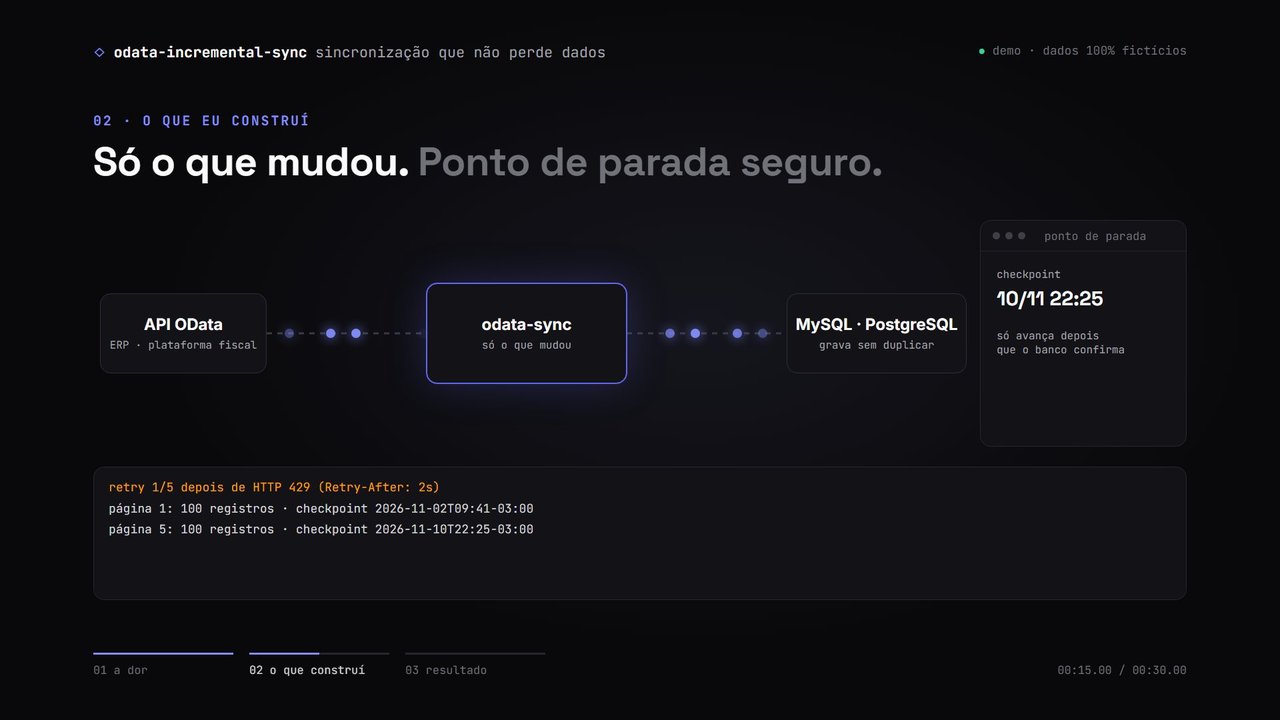 odata-incremental-sync sincronização que não perde dados
demo · dados 100% fictícios
02 · O QUE EU CONSTRUÍ
Só o que mudou. Ponto de parada seguro.
API OData
ERP · plataforma fiscal
odata-sync
só o que mudou
MySQL · PostgreSQL
grava sem duplicar
ponto de parada
checkpoint
10/11 22:25
só avança depois
que o banco confirma
retry 1/5 depois de HTTP 429 (Retry-After: 2s)
página 1: 100 registros · checkpoint 2026-11-02T09:41-03:00
página 5: 100 registros · checkpoint 2026-11-10T22:25-03:00
01 a dor
02 o que construí
03 resultado
00:15.00 / 00:30.00